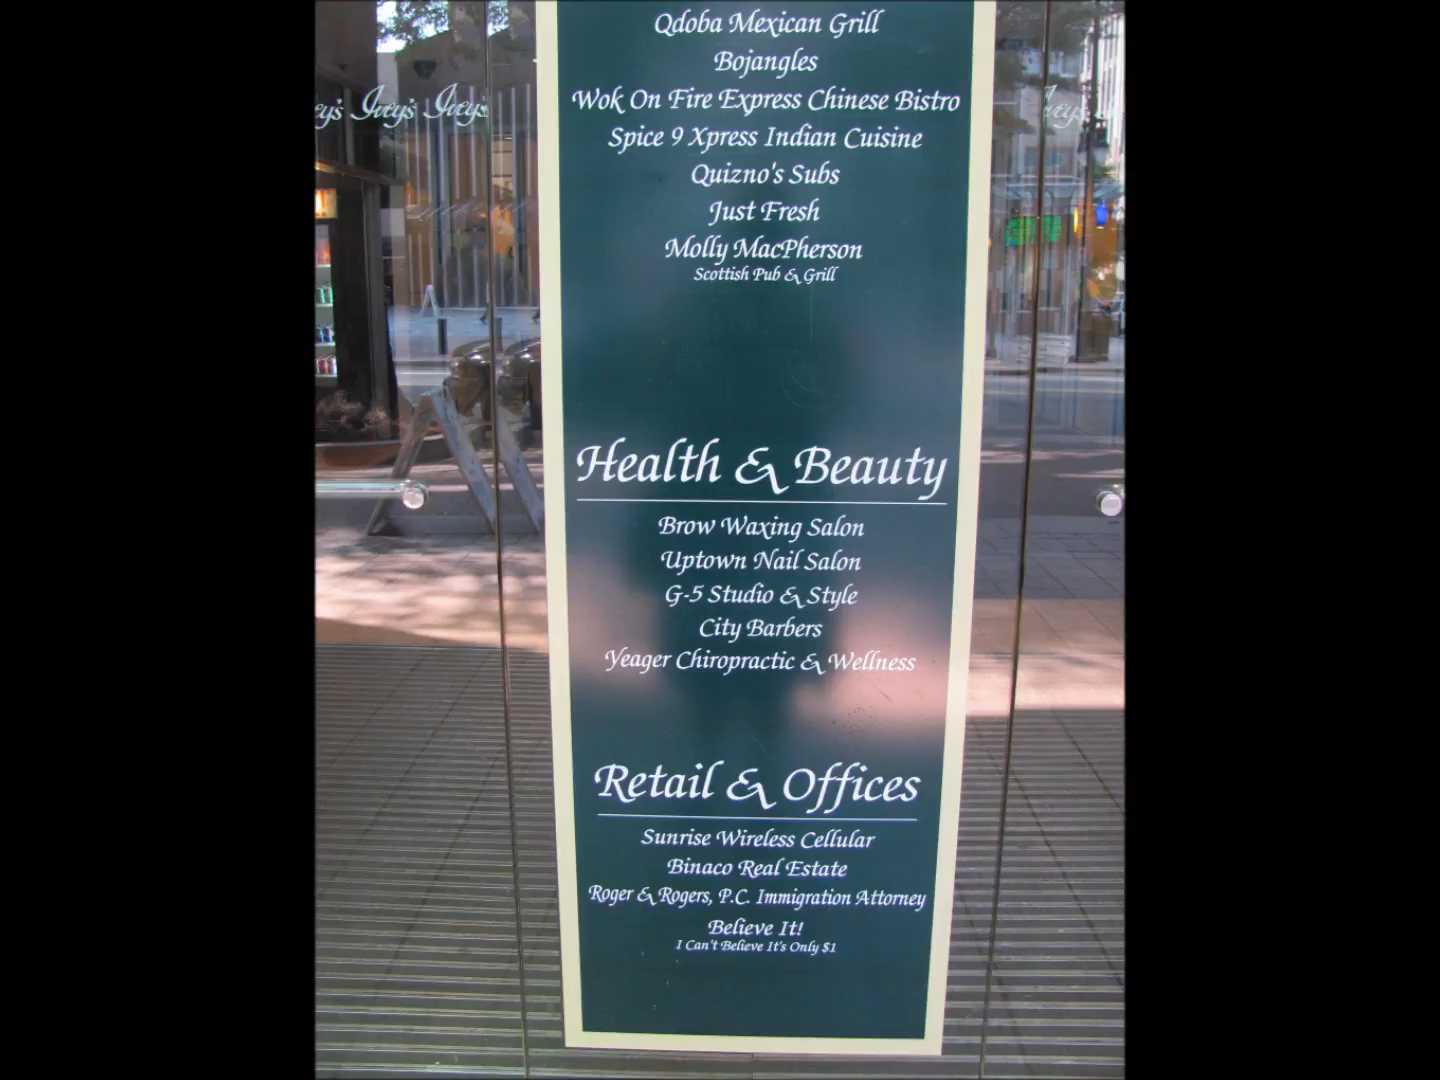 Qdoba Mexican Grill
Bojangles
Wok On Fire Express Chinese Bistro
Spice 9 Xpress Indian Cuisine
Quizno's Subs
Just Fresh
Molly MacPherson
Scottish Pub & Grill
Ivey's Ivey's
Ivey's
Health & Beauty
Brow Waxing Salon
Uptown Nail Salon
G-5 Studio & Style
City Barbers
Yeager Chiropractic & Wellness
Retail & Offices
Sunrise Wireless Cellular
Binaco Real Estate
Roger & Rogers, P.C. Immigration Attorney
Believe It!
I Can't Believe It's Only $1